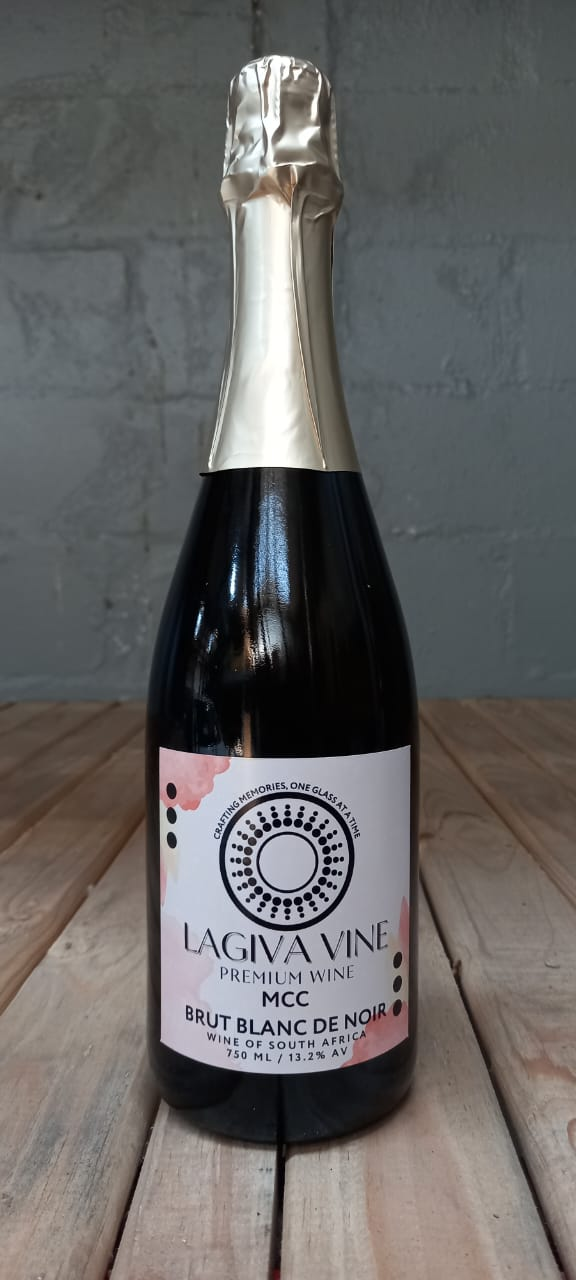 CRAFTING MEMORIES, ONE GLASS AT A TIME
LAGIVA VINE
PREMIUM WINE
MCC
BRUT BLANC DE NOIR
WINE OF SOUTH AFRICA
750 ML / 13.2% AV